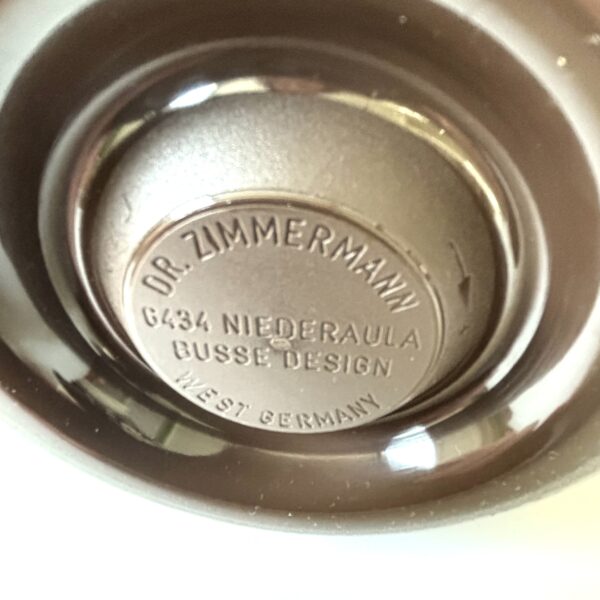 DR. ZIMMERMANN
6434 NIEDERAULA
BUSSE DESIGN
WEST GERMANY